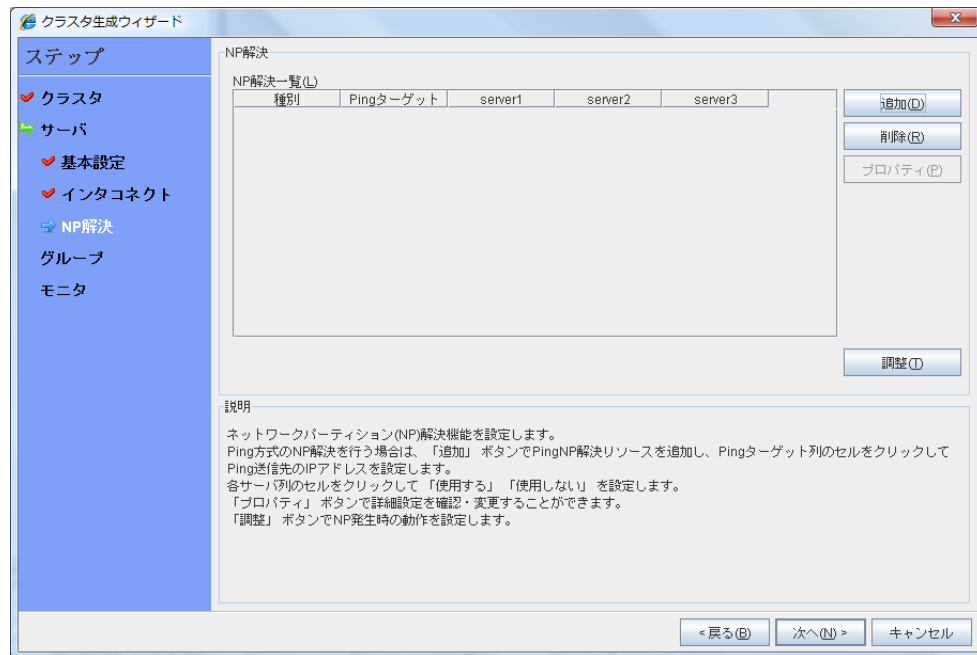 クラスタ生成ウィザード
ステップ
クラスタ
サーバ
基本設定
インタコネクト
NP解決
グループ
モニタ
NP解決
NP解決一覧(L)
種別 Pingターゲット server1 server2 server3
追加(D)
削除(R)
プロパティ(P)
調整(T)
説明
ネットワークパーティション(NP)解決機能を設定します。
Ping方式のNP解決を行う場合は、「追加」 ボタンでPingNP解決リソースを追加し、Pingターゲット列のセルをクリックして
Ping送信先のIPアドレスを設定します。
各サーバ列のセルをクリックして 「使用する」 「使用しない」 を設定します。
「プロパティ」 ボタンで詳細設定を確認・変更することができます。
「調整」 ボタンでNP発生時の動作を設定します。
<戻る(B) 次へ(N)> キャンセル